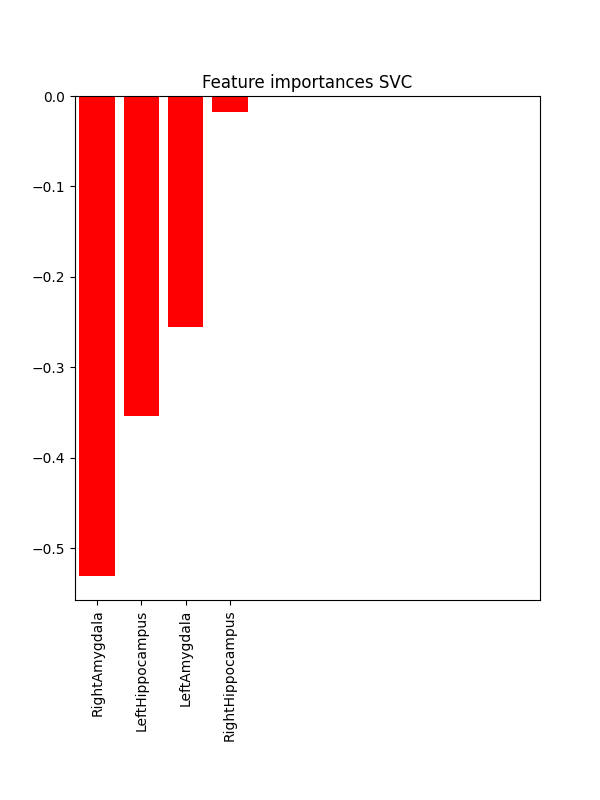 Feature importances SVC
0.0
−0.1
−0.2
−0.3
−0.4
−0.5
RightAmygdala
LeftHippocampus
LeftAmygdala
RightHippocampus